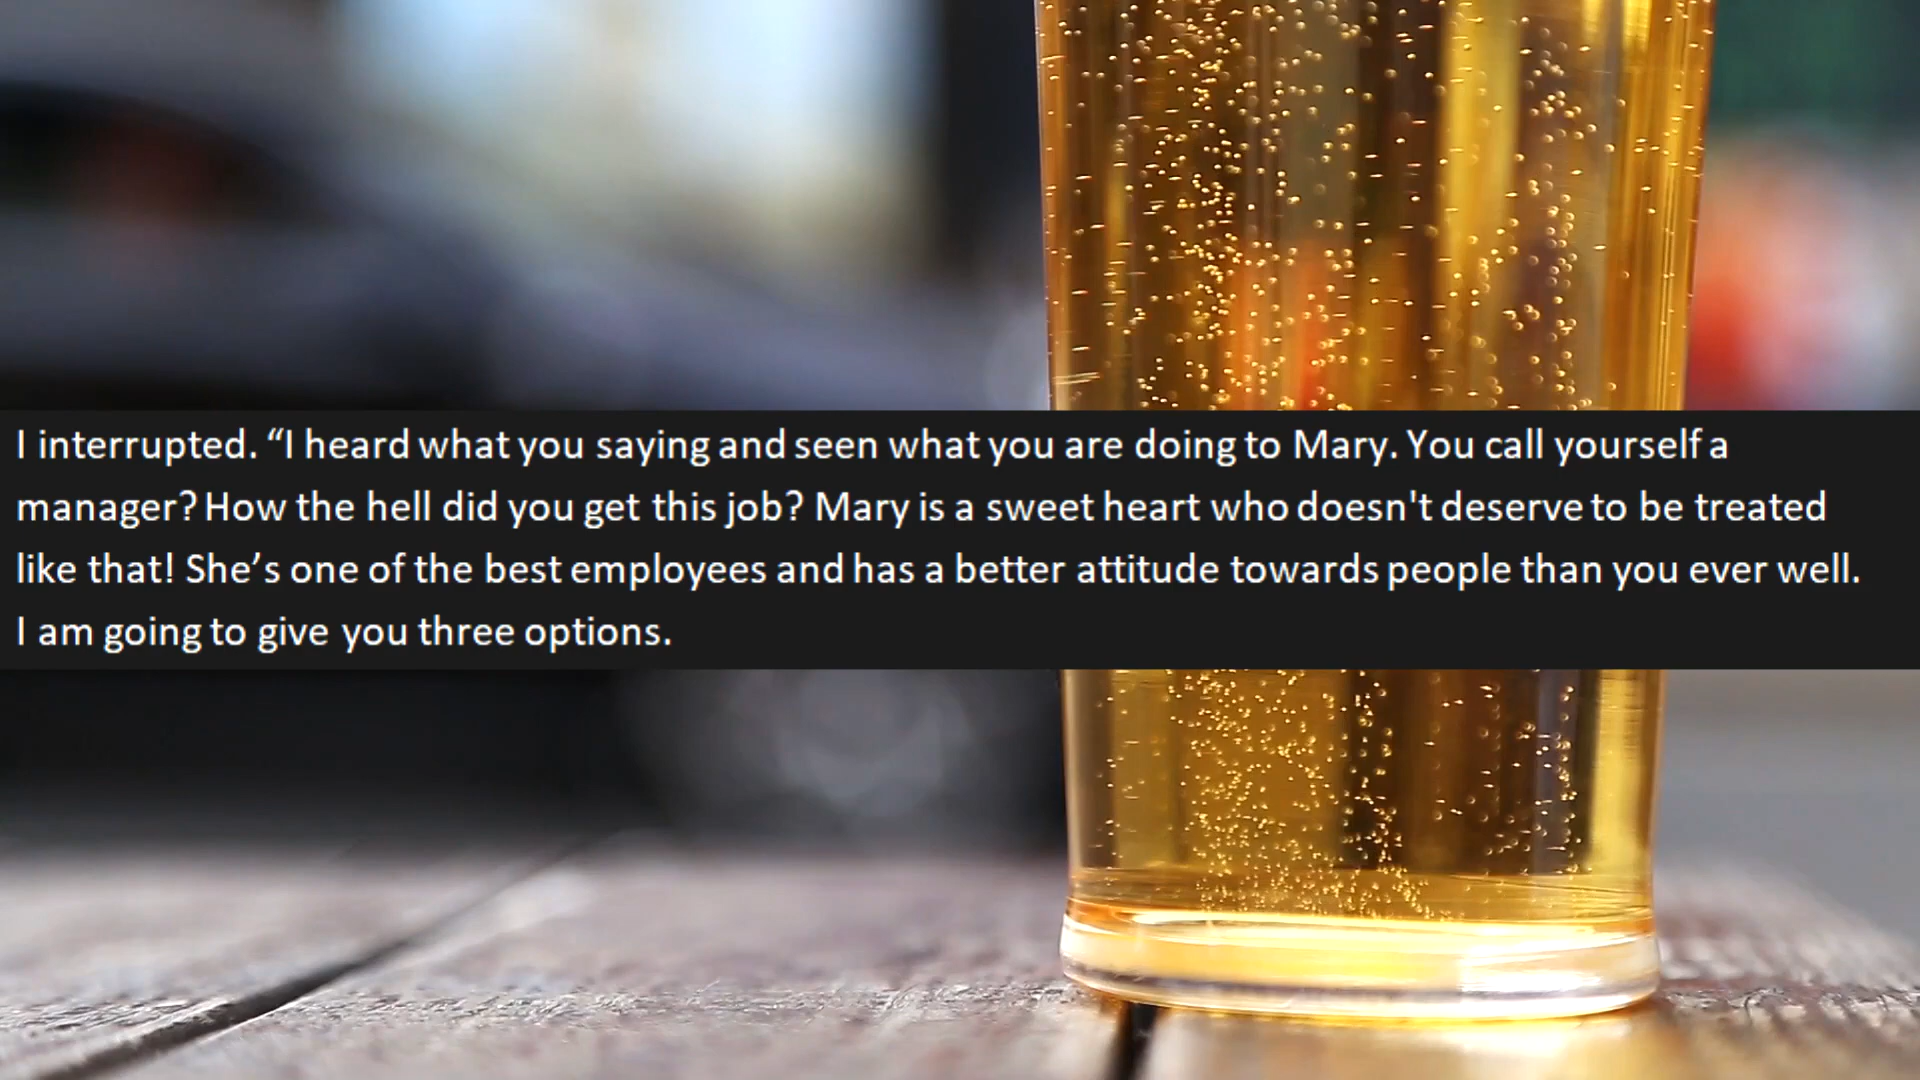 I interrupted. “I heard what you saying and seen what you are doing to Mary. You call yourself a
manager? How the hell did you get this job? Mary is a sweet heart who doesn't deserve to be treated
like that! She’s one of the best employees and has a better attitude towards people than you ever well.
I am going to give you three options.